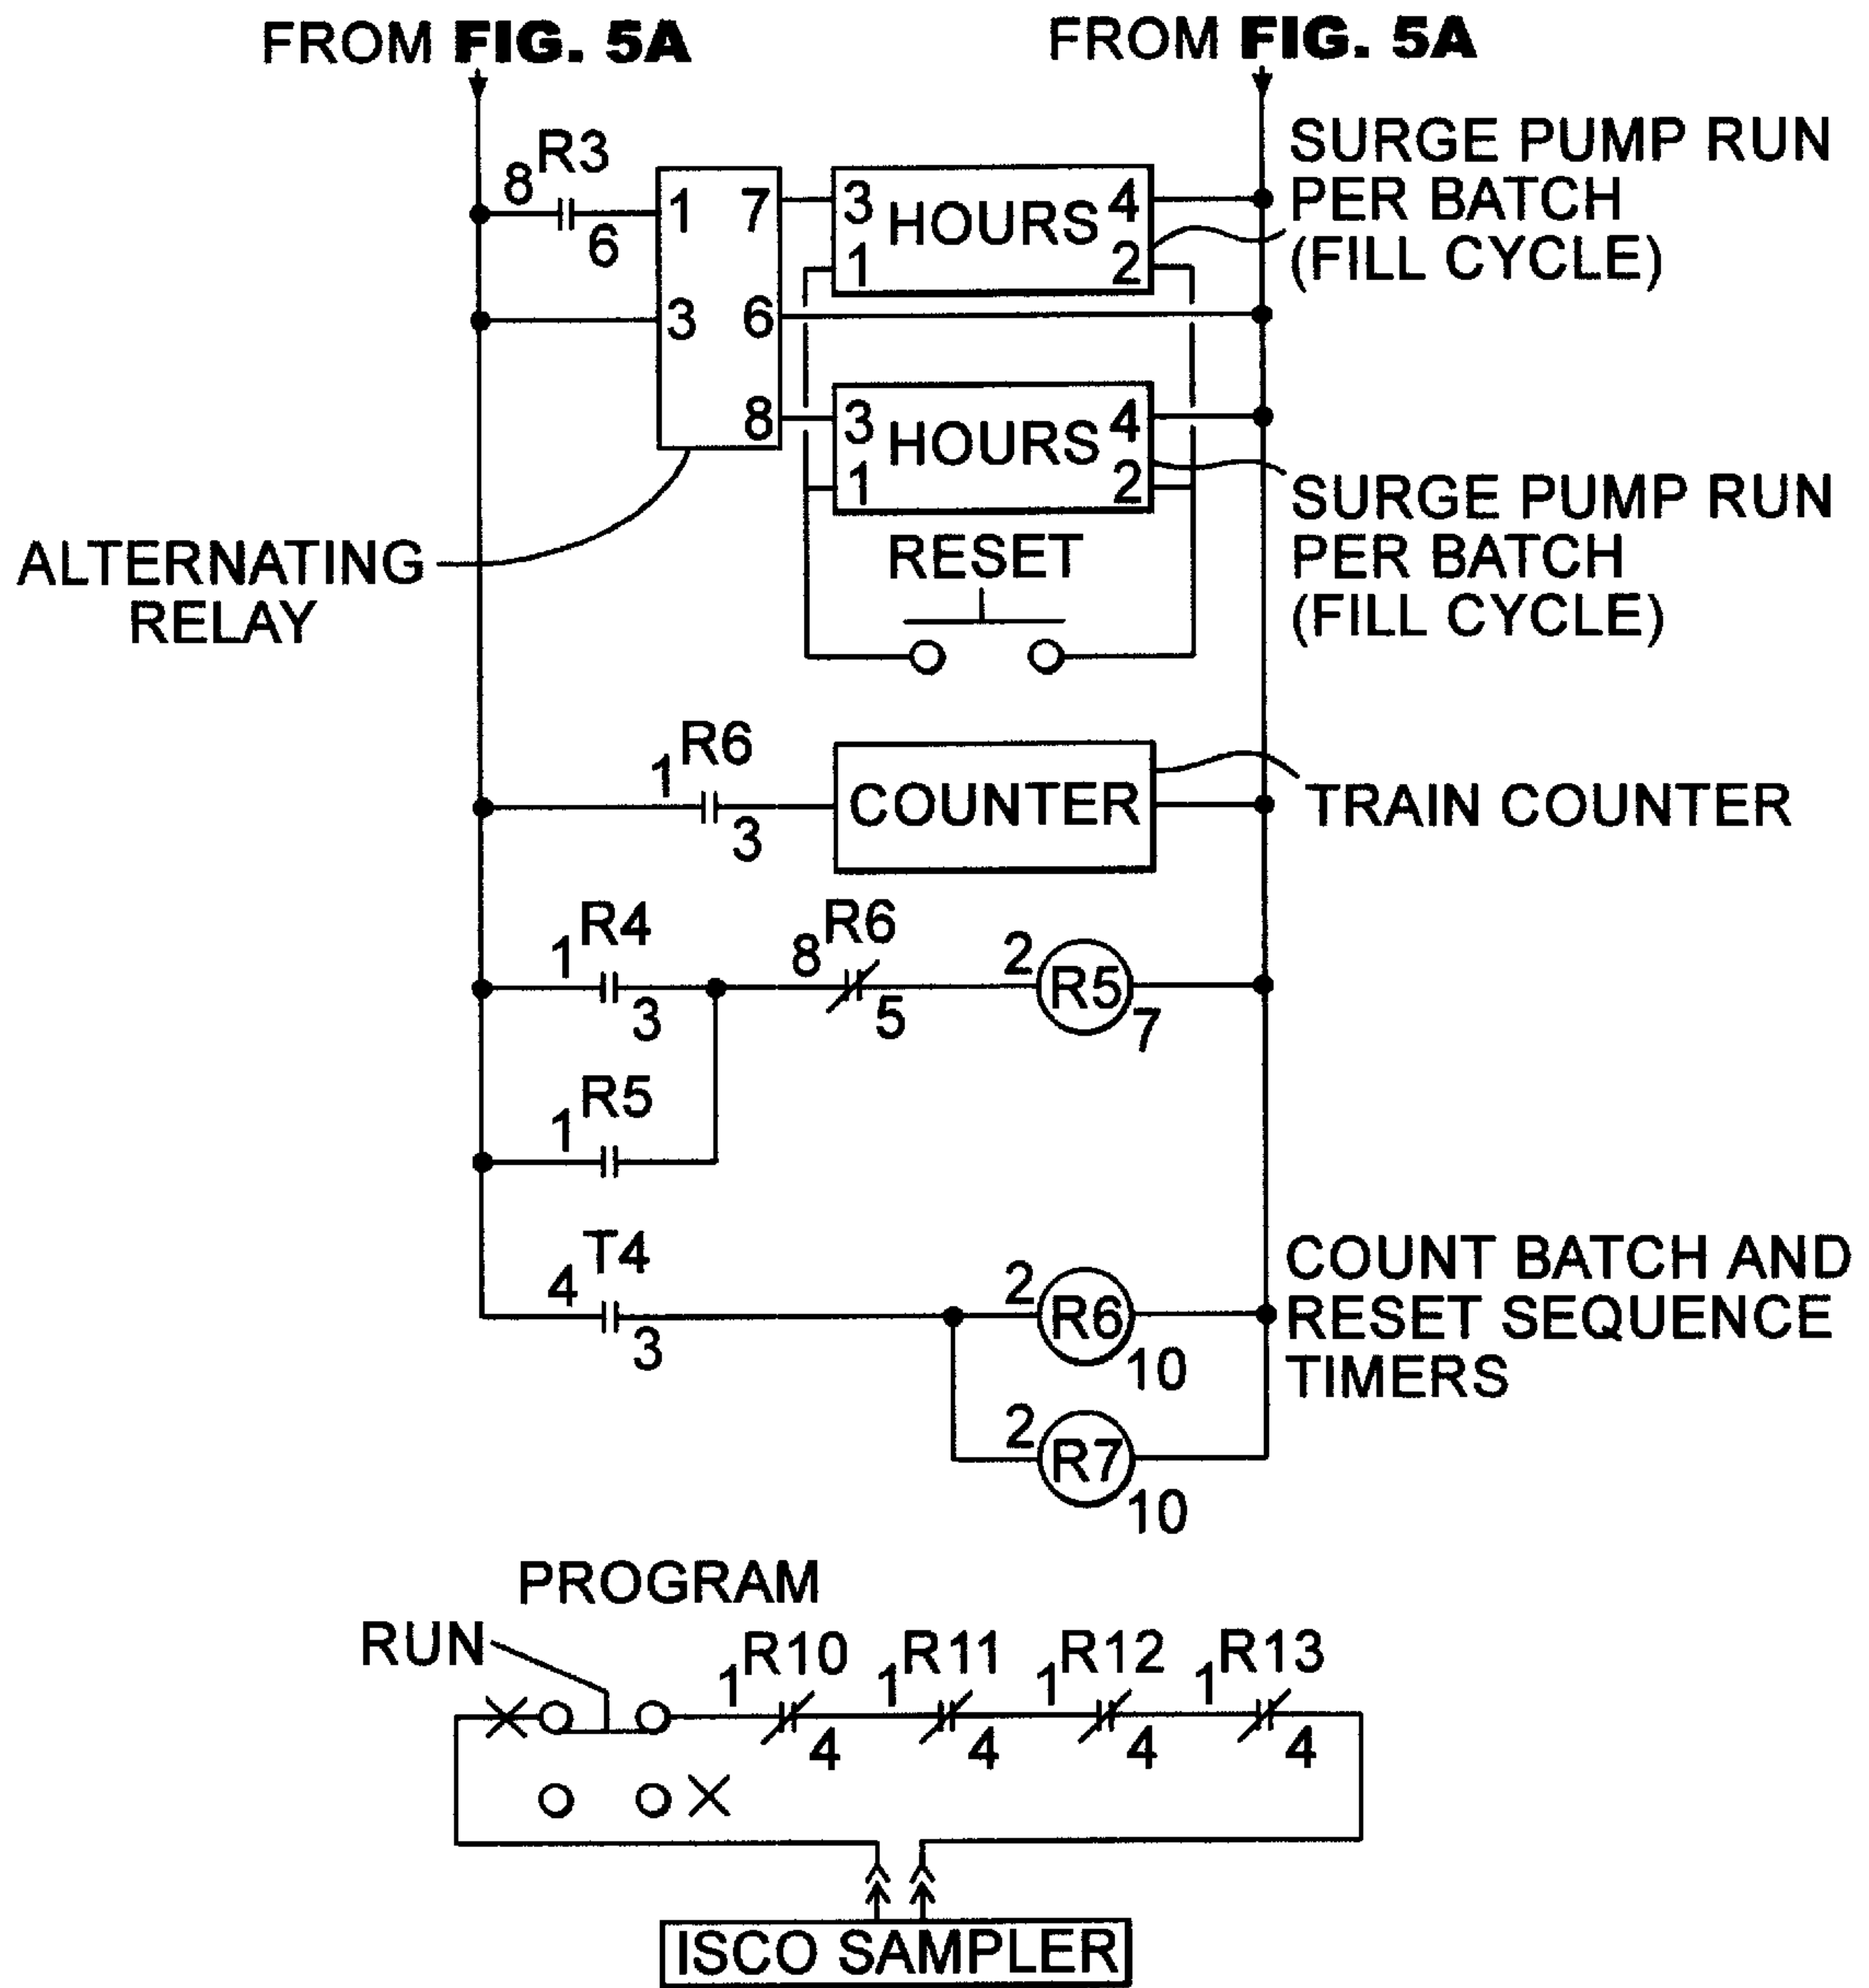 FROM FIG. 5A
FROM FIG. 5A
8 R3 6
1 7
3 6
8
3 HOURS 4
1 2
SURGE PUMP RUN
PER BATCH
(FILL CYCLE)
3 HOURS 4
1 2
SURGE PUMP RUN
PER BATCH
(FILL CYCLE)
ALTERNATING
RELAY
RESET
1 R6 3
COUNTER
TRAIN COUNTER
1 R4 3
8 R6 5
2 R5 7
1 R5
4 T4 3
2 R6 10
COUNT BATCH AND
RESET SEQUENCE
TIMERS
2 R7 10
PROGRAM
RUN
1 R10 4
1 R11 4
1 R12 4
1 R13 4
ISCO SAMPLER